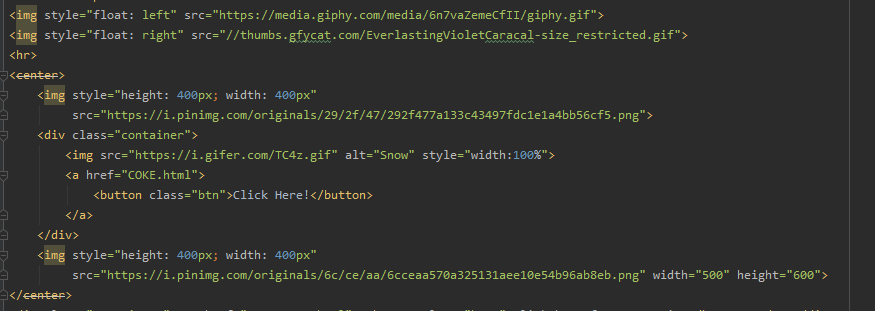 <img style="float: left" src="https://media.giphy.com/media/6n7vaZemeCfII/giphy.gif">
<img style="float: right" src="//thumbs.gfycat.com/EverlastingVioletCaracal-size_restricted.gif">
<hr>
<center>
<img style="height: 400px; width: 400px"
src="https://i.pinimg.com/originals/29/2f/47/292f477a133c43497fdc1e1a4bb56cf5.png">
<div class="container">
<img src="https://i.gifer.com/TC4z.gif" alt="Snow" style="width:100%">
<a href="COKE.html">
<button class="btn">Click Here!</button>
</a>
</div>
<img style="height: 400px; width: 400px"
src="https://i.pinimg.com/originals/6c/ce/aa/6cceaa570a325131aee10e54b96ab8eb.png" width="500" height="600">
</center>